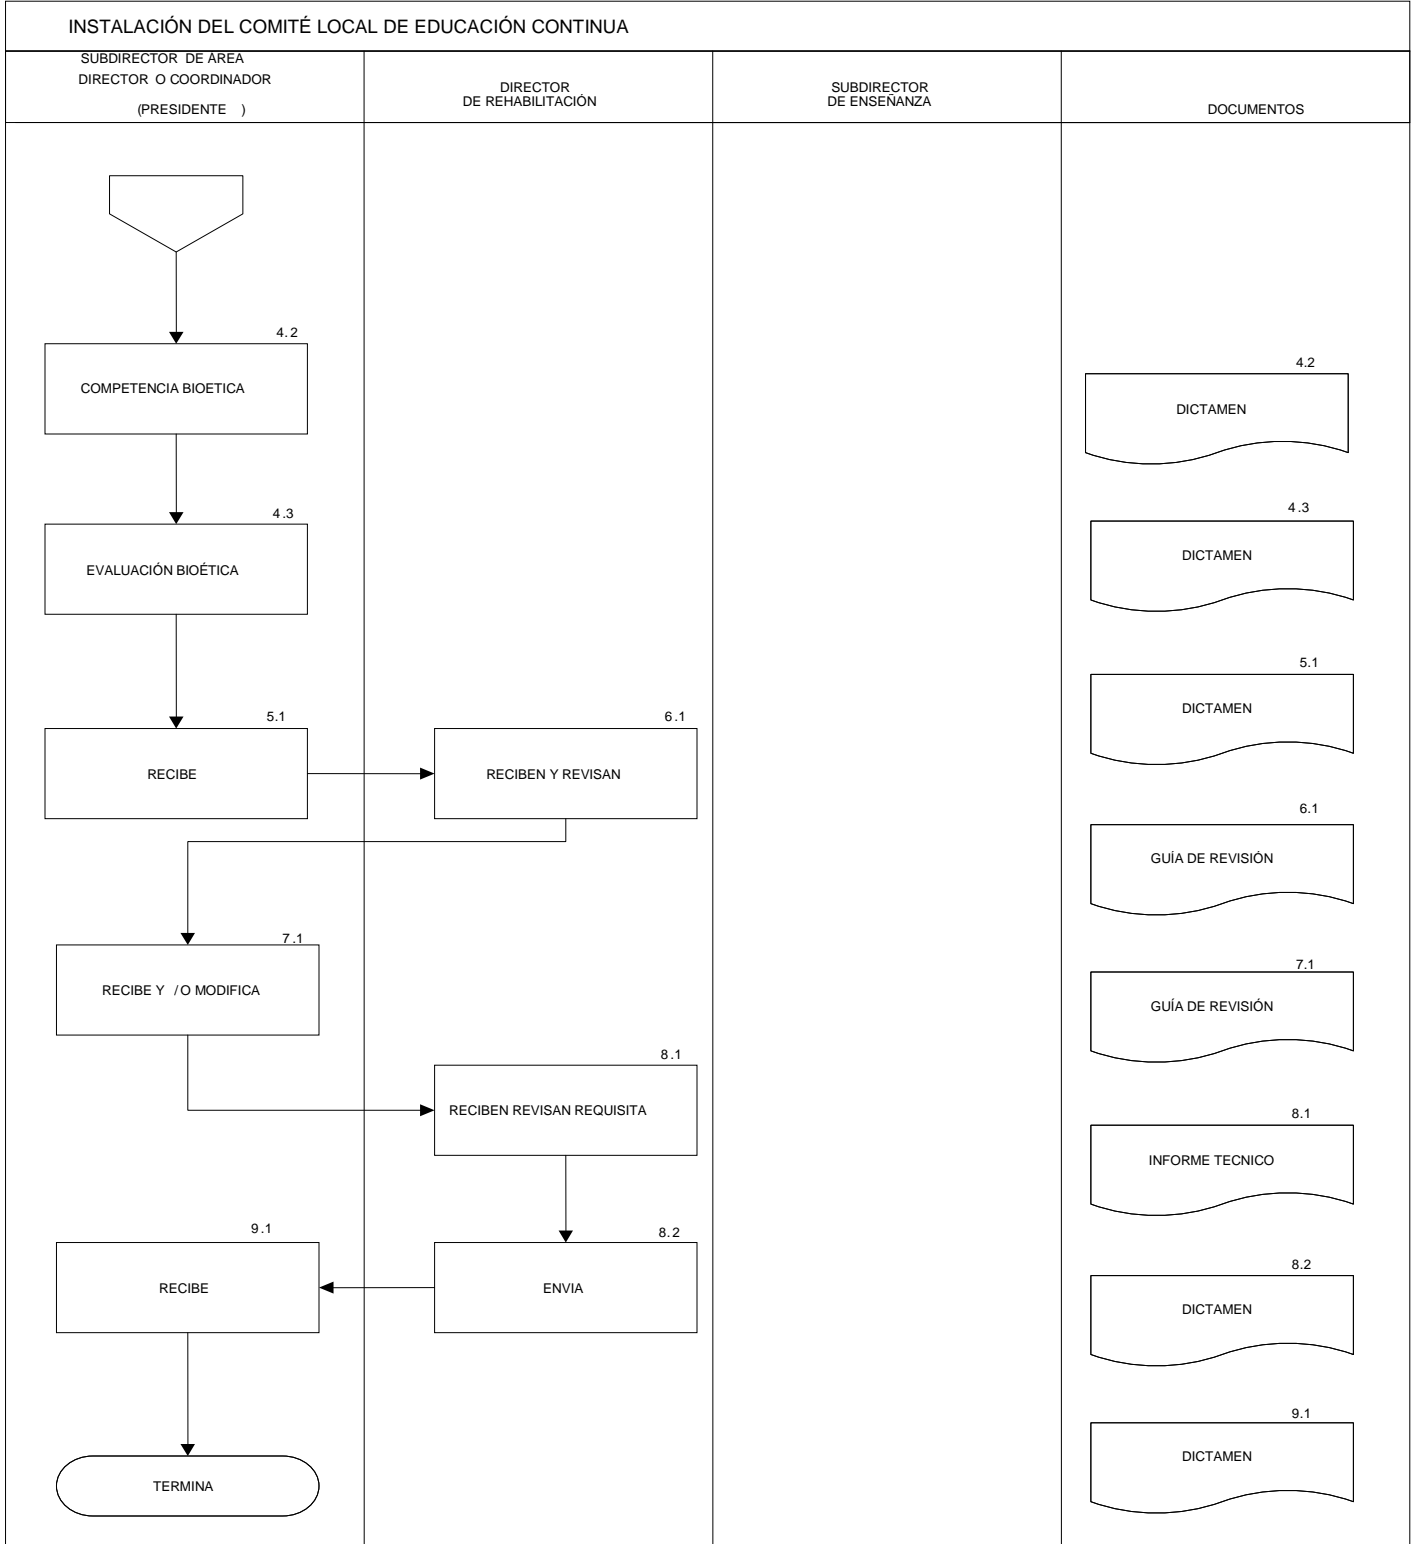 INSTALACIÓN DEL COMITÉ LOCAL DE EDUCACIÓN CONTINUA
SUBDIRECTOR DE ÁREA
DIRECTOR O COORDINADOR
(PRESIDENTE )
DIRECTOR
DE REHABILITACIÓN
SUBDIRECTOR
DE ENSEÑANZA
DOCUMENTOS
4.2
COMPETENCIA BIOETICA
4.2
DICTAMEN
4.3
EVALUACIÓN BIOÉTICA
4.3
DICTAMEN
5.1
RECIBE
6.1
RECIBEN Y REVISAN
5.1
DICTAMEN
6.1
GUÍA DE REVISIÓN
7.1
RECIBE Y /O MODIFICA
7.1
GUÍA DE REVISIÓN
8.1
RECIBEN REVISAN REQUISITA
8.1
INFORME TECNICO
9.1
RECIBE
8.2
ENVIA
8.2
DICTAMEN
9.1
DICTAMEN
TERMINA